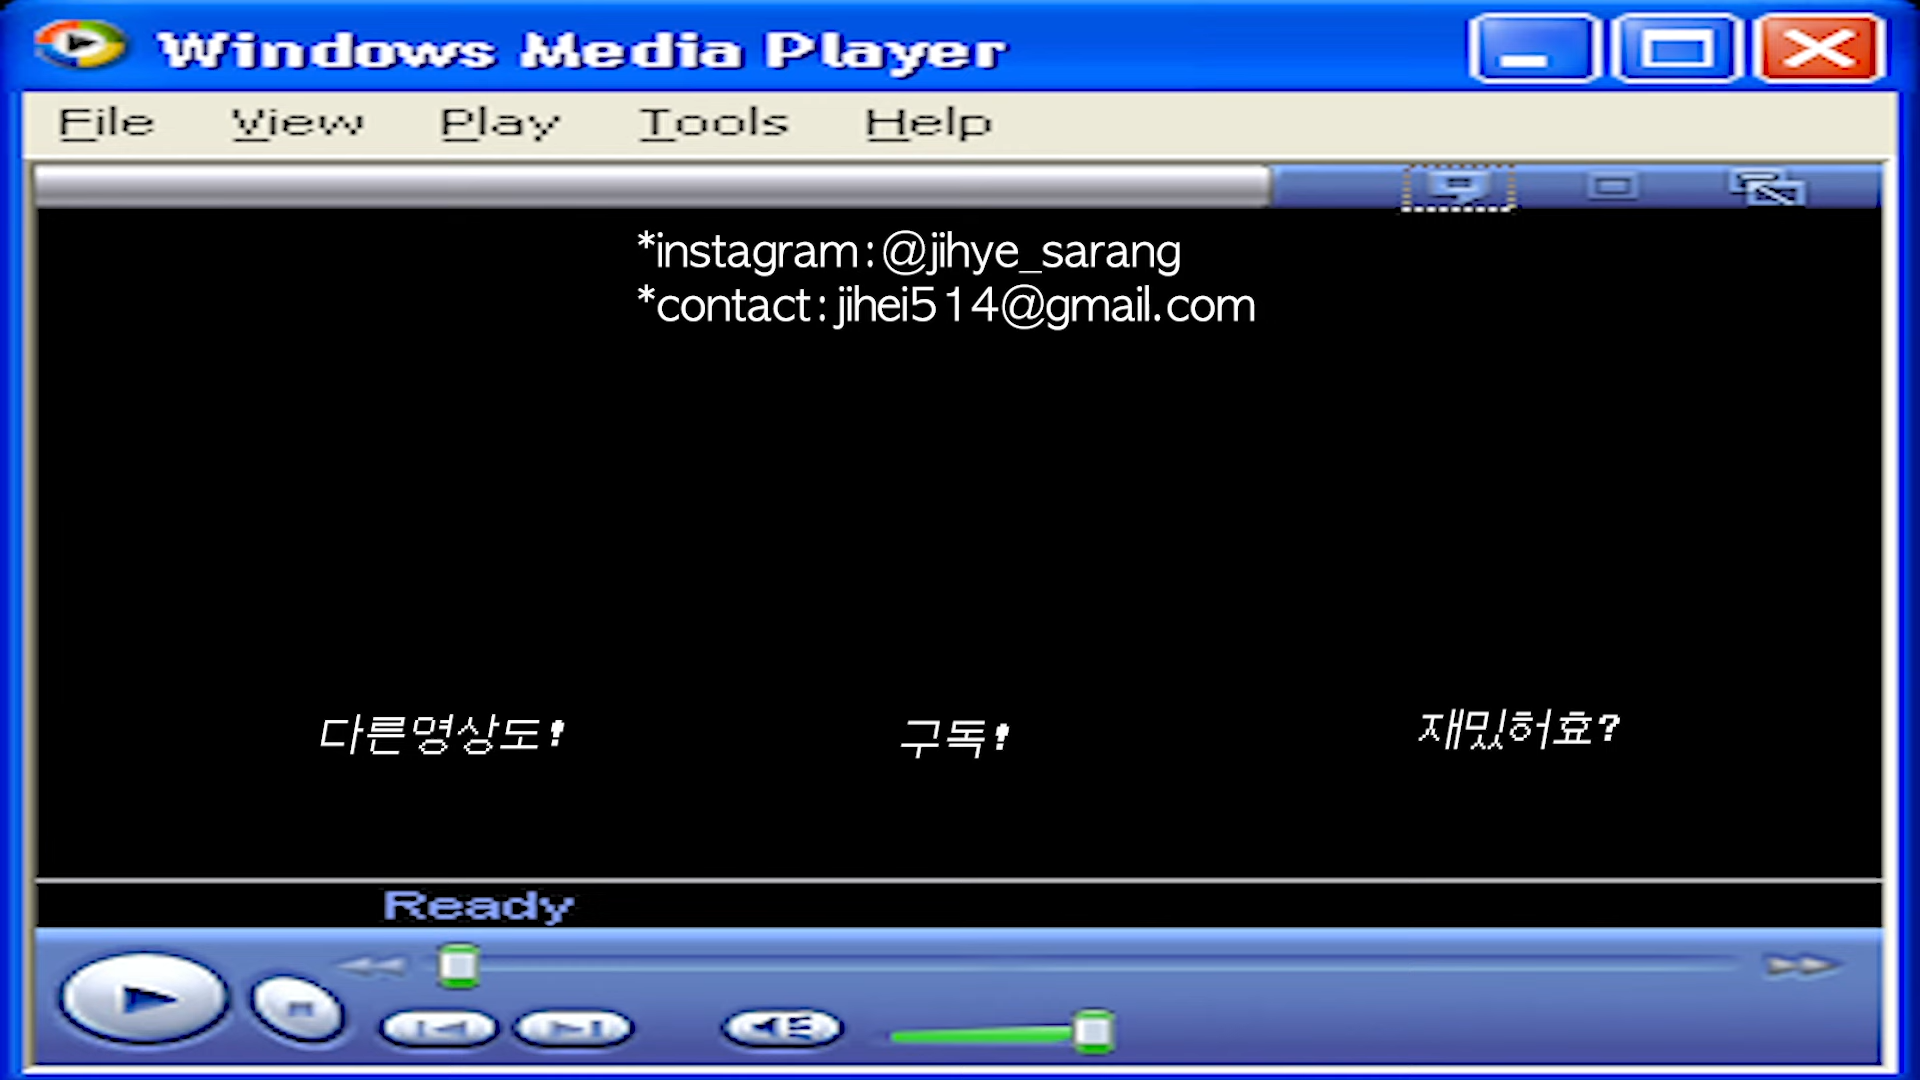 Windows Media Player
File View Play Tools Help
*instagram:@jihye_sarang
*contact:jihei514@gmail.com
다른영상도! 구독! 재밌허효?
Ready